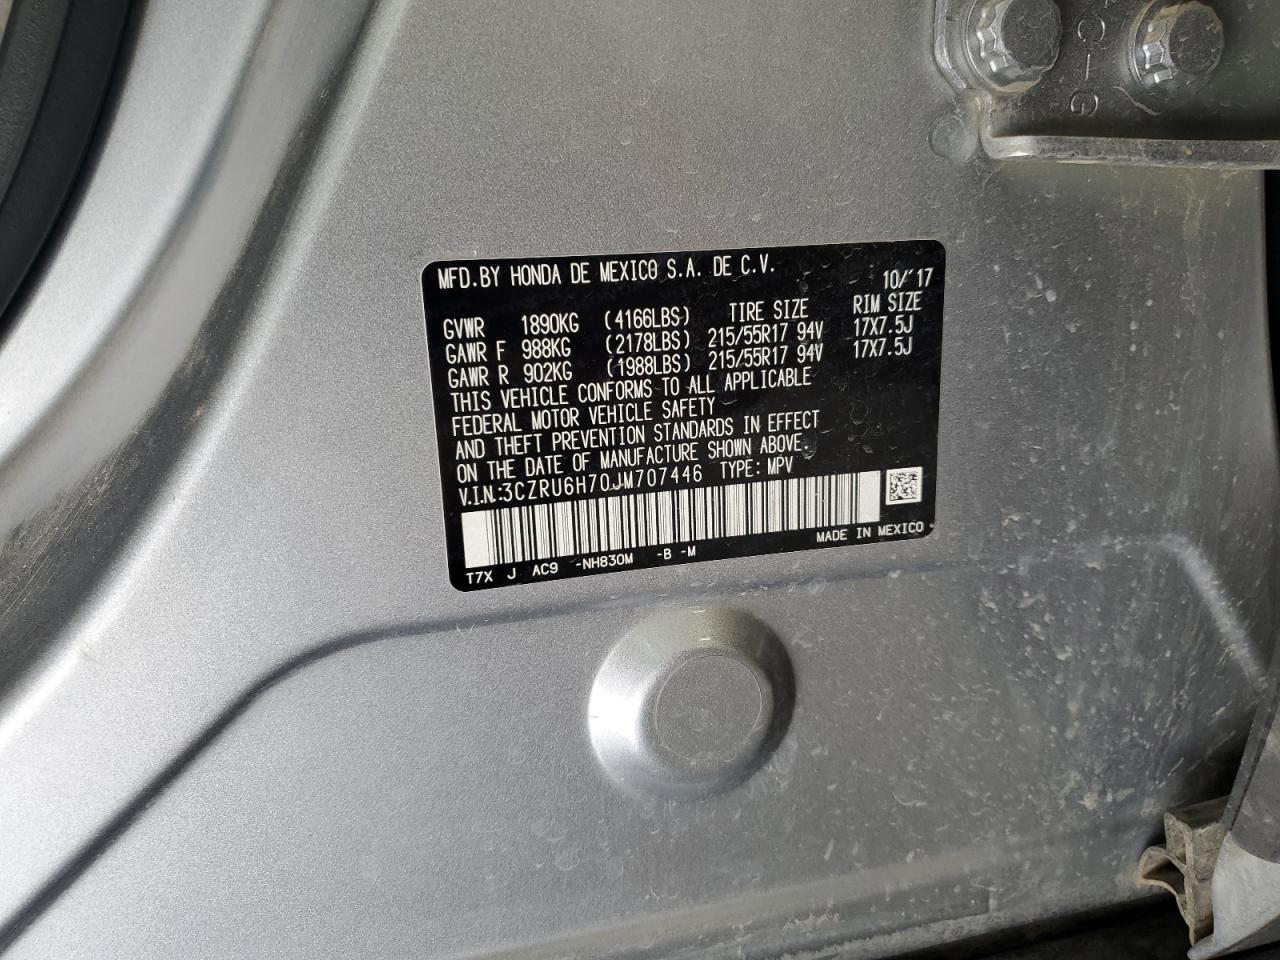 MFD.BY HONDA DE MEXICO S.A. DE C.V.
10/'17
GVWR 1890KG (4166LBS) TIRE SIZE RIM SIZE
GAWR F 988KG (2178LBS) 215/55R17 94V 17X7.5J
GAWR R 902KG (1988LBS) 215/55R17 94V 17X7.5J
THIS VEHICLE CONFORMS TO ALL APPLICABLE
FEDERAL MOTOR VEHICLE SAFETY
AND THEFT PREVENTION STANDARDS IN EFFECT
ON THE DATE OF MANUFACTURE SHOWN ABOVE.
V.I.N.:3CZRU6H70JM707446 TYPE: MPV
MADE IN MEXICO
T7X J AC9 -NH830M -B -M